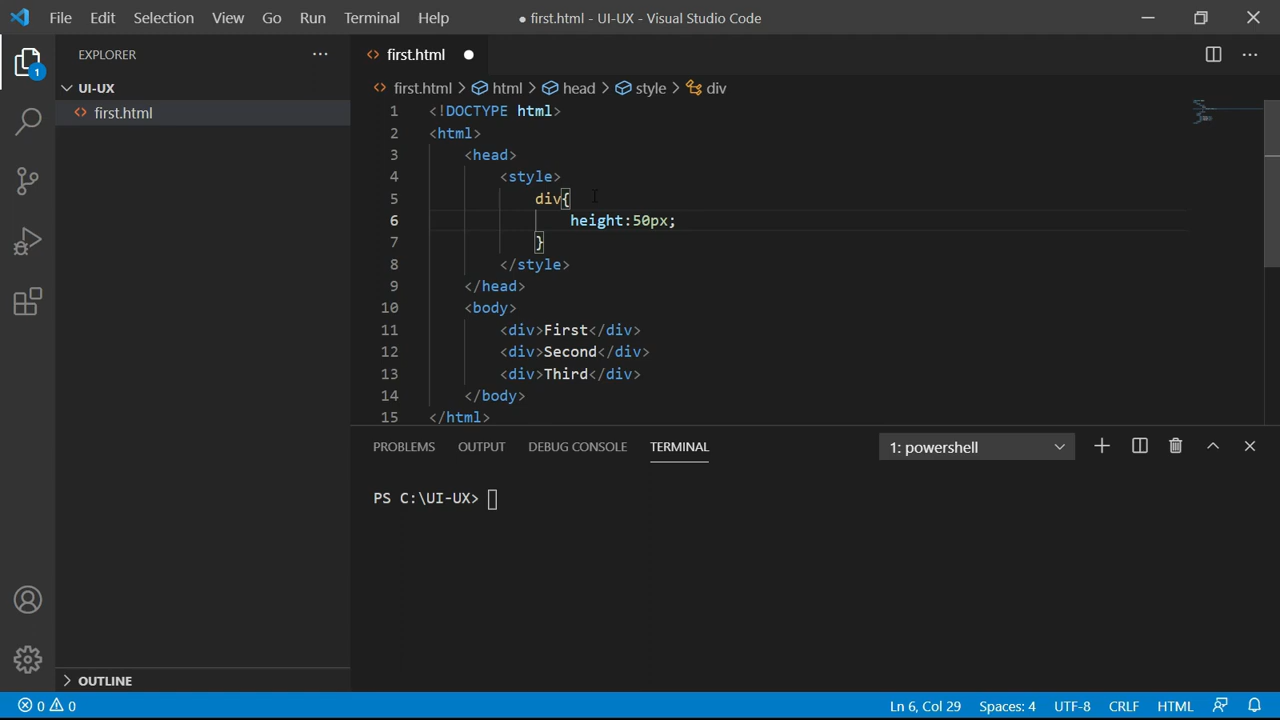 File Edit Selection View Go Run Terminal Help ● first.html - UI-UX - Visual Studio Code
EXPLORER ···
first.html ●
1
UI-UX
first.html > html > head > style > div
first.html
1 <!DOCTYPE html>
2 <html>
3 <head>
4 <style>
5 div{
6 height:50px;
7 }
8 </style>
9 </head>
10 <body>
11 <div>First</div>
12 <div>Second</div>
13 <div>Third</div>
14 </body>
15 </html>
PROBLEMS OUTPUT DEBUG CONSOLE TERMINAL 1: powershell
PS C:\UI-UX>
OUTLINE
0 0 Ln 6, Col 29 Spaces: 4 UTF-8 CRLF HTML